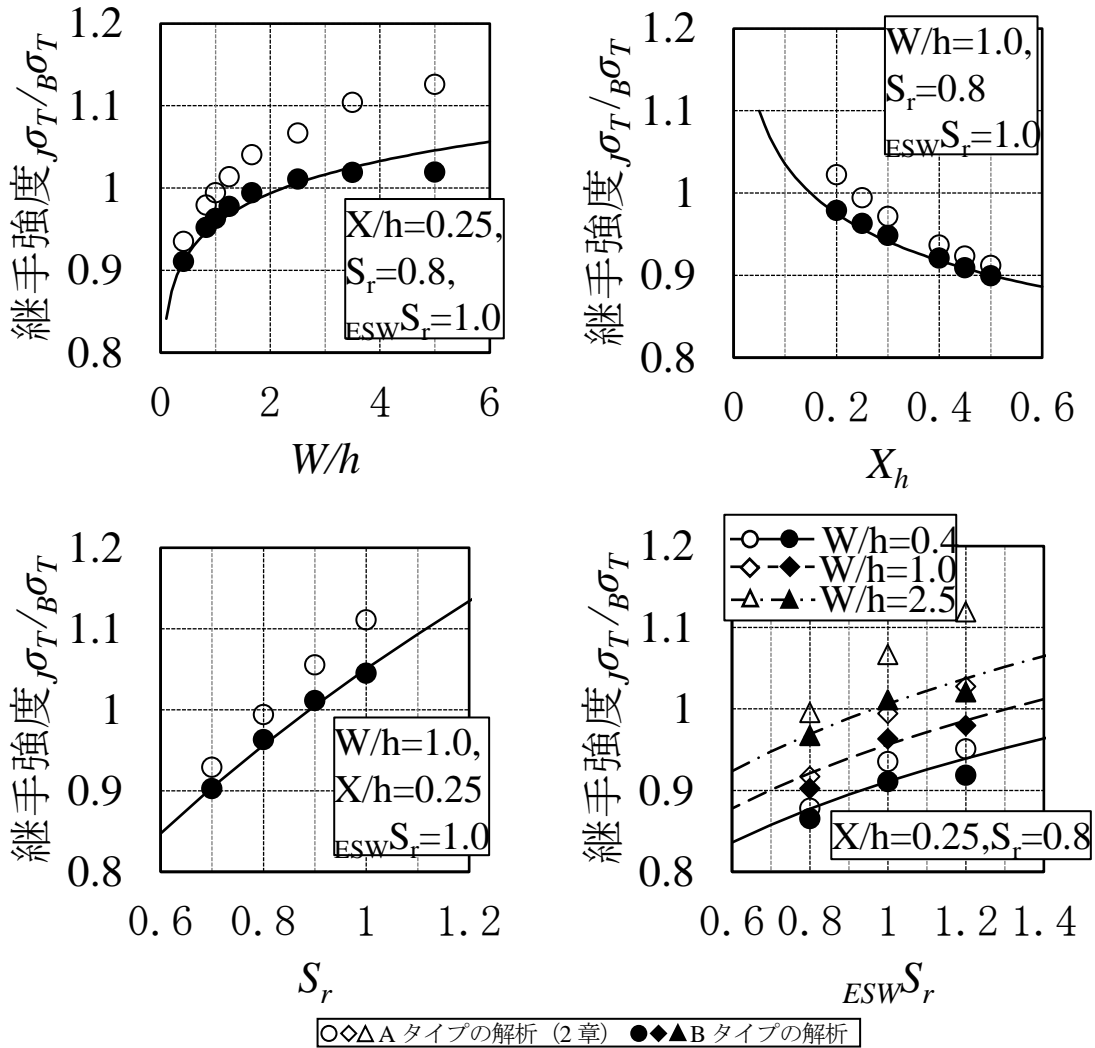 継手強度 JσT/BσT
1.2
1.1
1
0.9
0.8
X/h=0.25,
Sr=0.8,
ESWSr=1.0
0 2 4 6
W/h
継手強度 JσT/BσT
1.2
1.1
1
0.9
0.8
W/h=1.0,
Sr=0.8
ESWSr=1.0
0 0.2 0.4 0.6
Xh
継手強度 JσT/BσT
1.2
1.1
1
0.9
0.8
W/h=1.0,
X/h=0.25
ESWSr=1.0
0.6 0.8 1 1.2
Sr
継手強度 JσT/BσT
1.2
1.1
1
0.9
0.8
W/h=0.4
W/h=1.0
W/h=2.5
X/h=0.25,Sr=0.8
0.6 0.8 1 1.2 1.4
ESWSr
○◇△Aタイプの解析（2章） ●◆▲Bタイプの解析